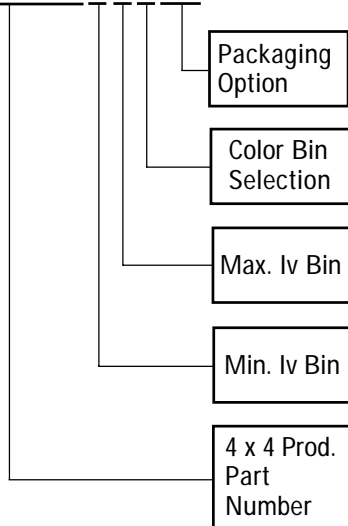 Packaging
Option
Color Bin
Selection
Max. Iv Bin
Min. Iv Bin
4 x 4 Prod.
Part
Number